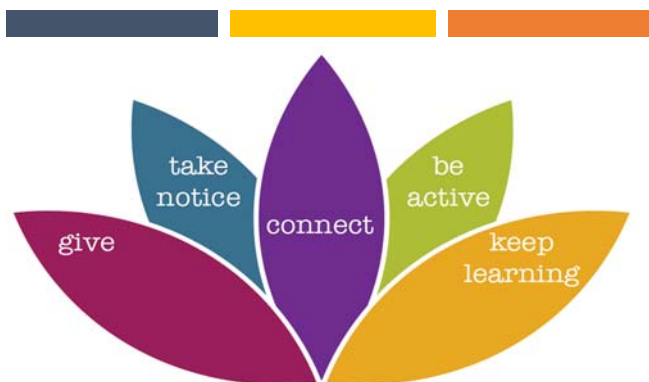 give
take
notice
connect
be
active
keep
learning